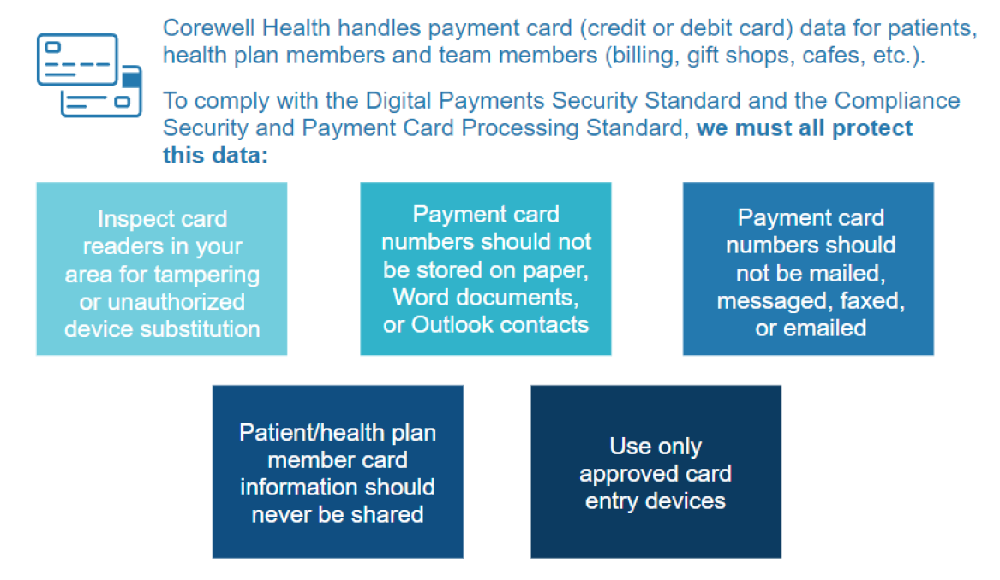 Corewell Health handles payment card (credit or debit card) data for patients,
health plan members and team members (billing, gift shops, cafes, etc.).
To comply with the Digital Payments Security Standard and the Compliance
Security and Payment Card Processing Standard, we must all protect
this data:
Inspect card
readers in your
area for tampering
or unauthorized
device substitution
Payment card
numbers should not
be stored on paper,
Word documents,
or Outlook contacts
Payment card
numbers should
not be mailed,
messaged, faxed,
or emailed
Patient/health plan
member card
information should
never be shared
Use only
approved card
entry devices